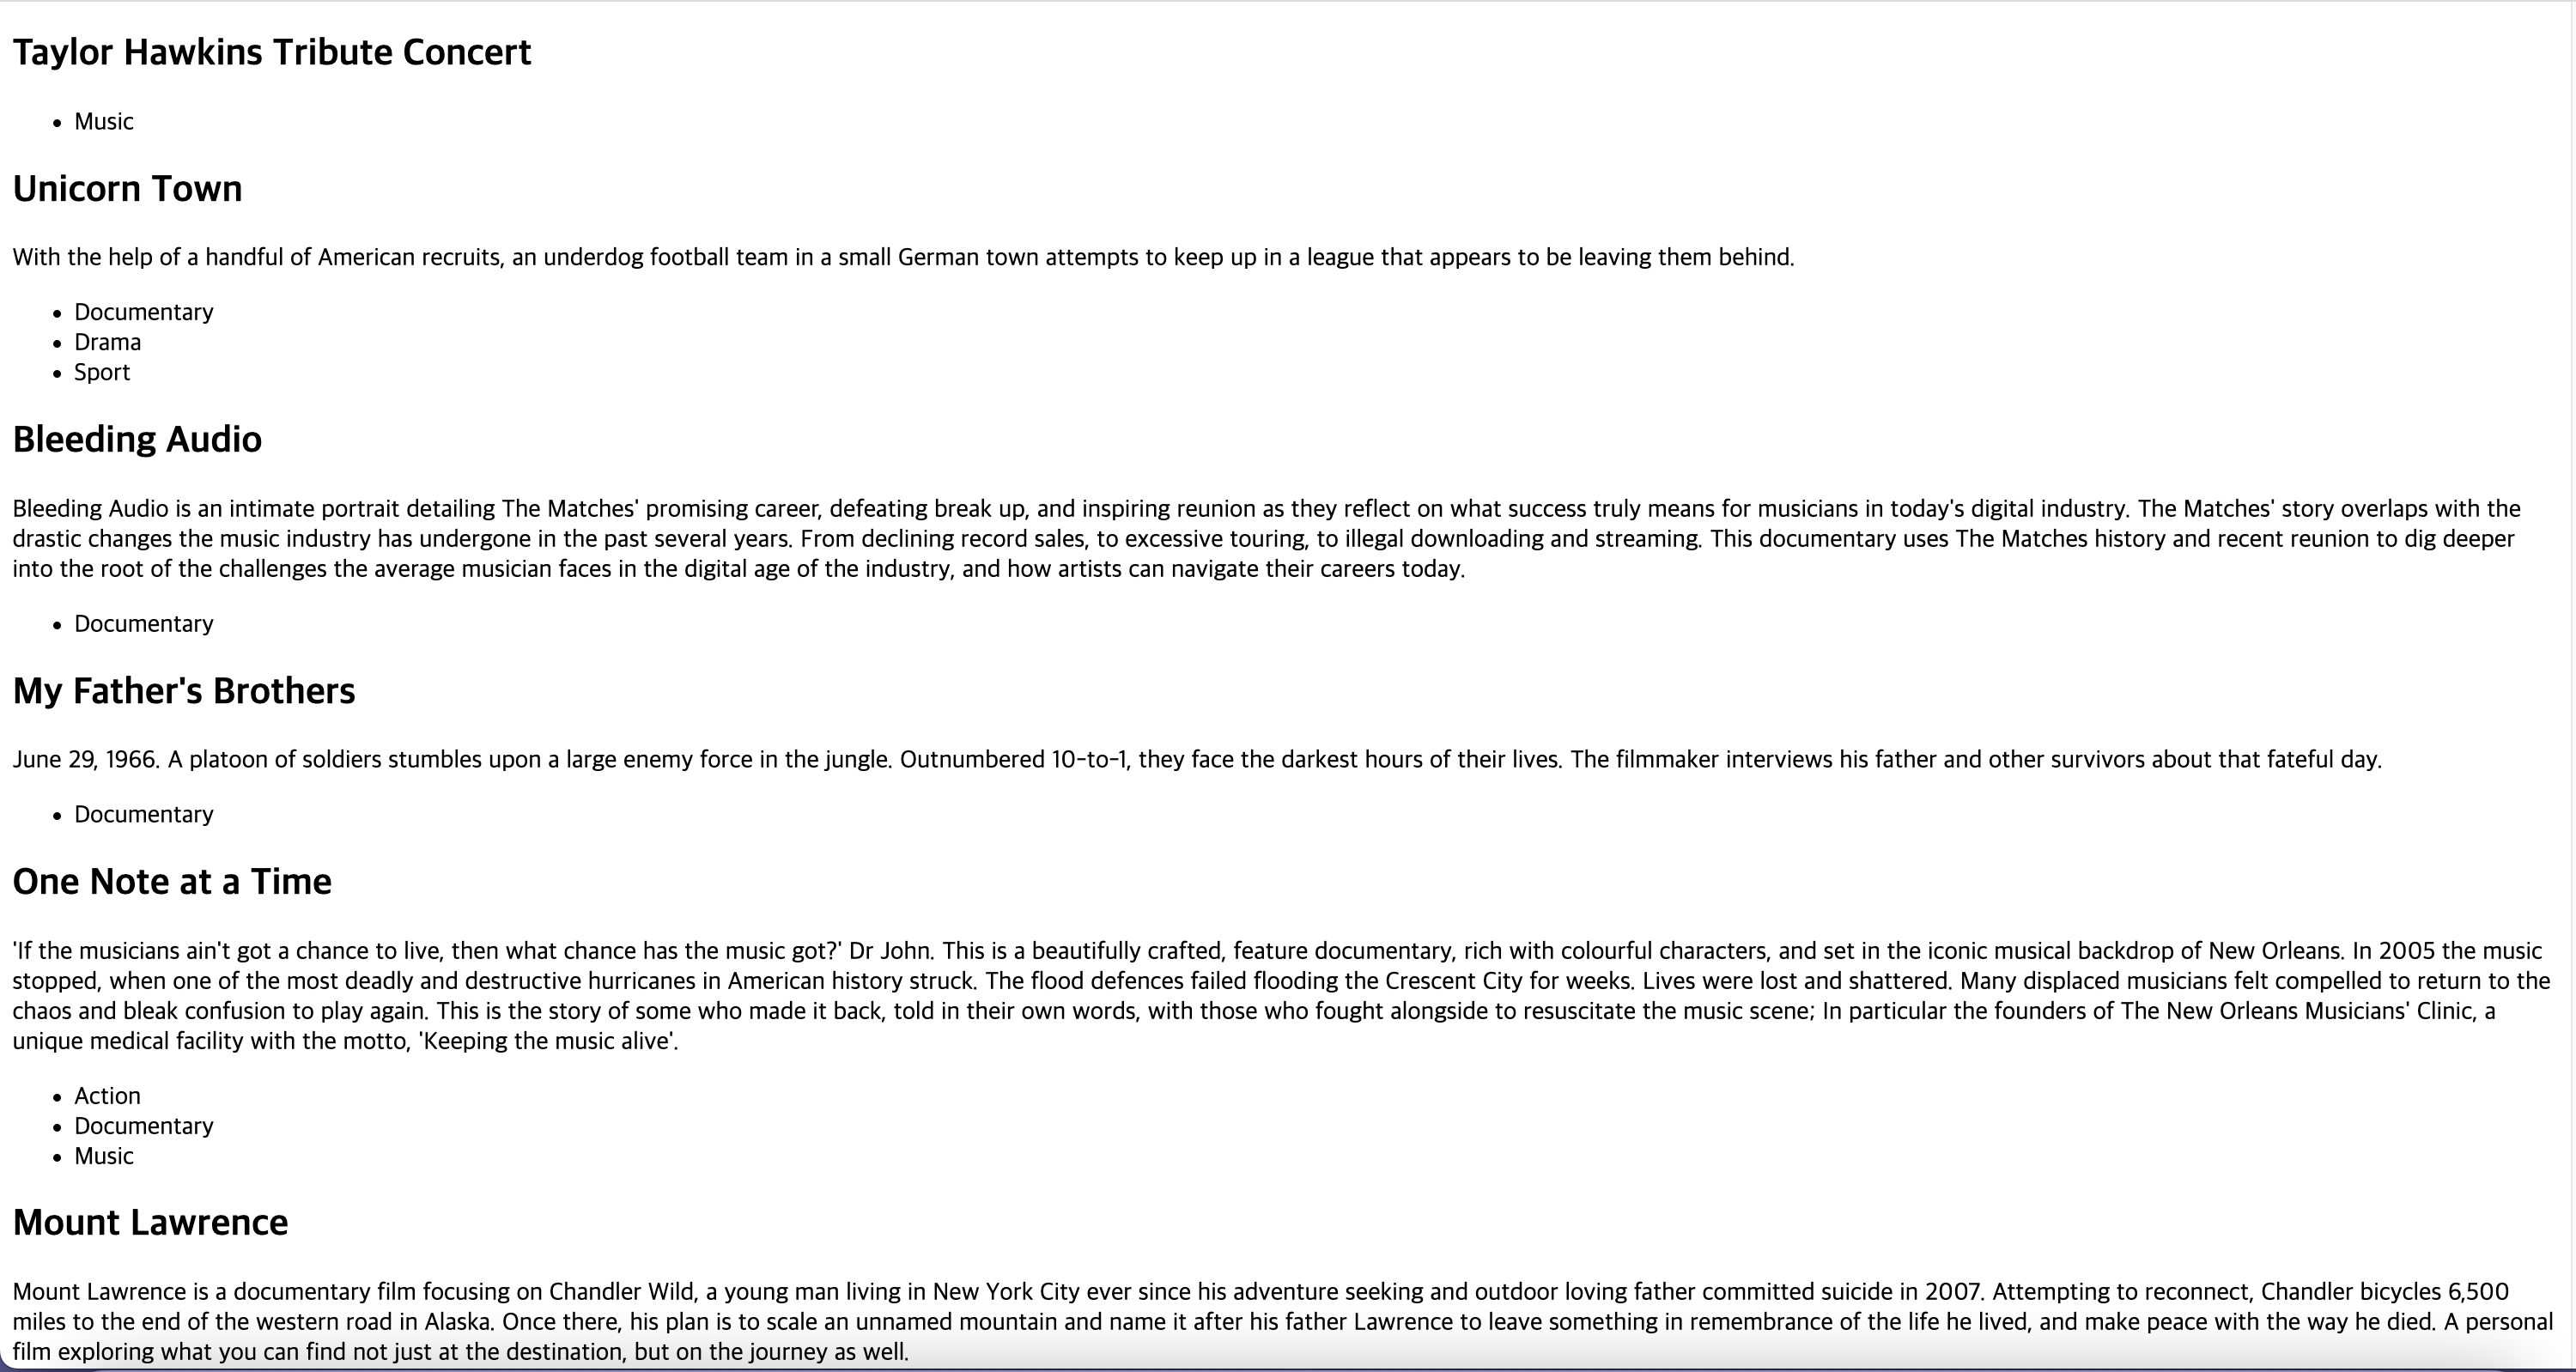 Taylor Hawkins Tribute Concert
• Music
Unicorn Town
With the help of a handful of American recruits, an underdog football team in a small German town attempts to keep up in a league that appears to be leaving them behind.
• Documentary
• Drama
• Sport
Bleeding Audio
Bleeding Audio is an intimate portrait detailing The Matches' promising career, defeating break up, and inspiring reunion as they reflect on what success truly means for musicians in today's digital industry. The Matches' story overlaps with the
drastic changes the music industry has undergone in the past several years. From declining record sales, to excessive touring, to illegal downloading and streaming. This documentary uses The Matches history and recent reunion to dig deeper
into the root of the challenges the average musician faces in the digital age of the industry, and how artists can navigate their careers today.
• Documentary
My Father's Brothers
June 29, 1966. A platoon of soldiers stumbles upon a large enemy force in the jungle. Outnumbered 10-to-1, they face the darkest hours of their lives. The filmmaker interviews his father and other survivors about that fateful day.
• Documentary
One Note at a Time
'If the musicians ain't got a chance to live, then what chance has the music got?' Dr John. This is a beautifully crafted, feature documentary, rich with colourful characters, and set in the iconic musical backdrop of New Orleans. In 2005 the music
stopped, when one of the most deadly and destructive hurricanes in American history struck. The flood defences failed flooding the Crescent City for weeks. Lives were lost and shattered. Many displaced musicians felt compelled to return to the
chaos and bleak confusion to play again. This is the story of some who made it back, told in their own words, with those who fought alongside to resuscitate the music scene; In particular the founders of The New Orleans Musicians' Clinic, a
unique medical facility with the motto, 'Keeping the music alive'.
• Action
• Documentary
• Music
Mount Lawrence
Mount Lawrence is a documentary film focusing on Chandler Wild, a young man living in New York City ever since his adventure seeking and outdoor loving father committed suicide in 2007. Attempting to reconnect, Chandler bicycles 6,500
miles to the end of the western road in Alaska. Once there, his plan is to scale an unnamed mountain and name it after his father Lawrence to leave something in remembrance of the life he lived, and make peace with the way he died. A personal
film exploring what you can find not just at the destination, but on the journey as well.